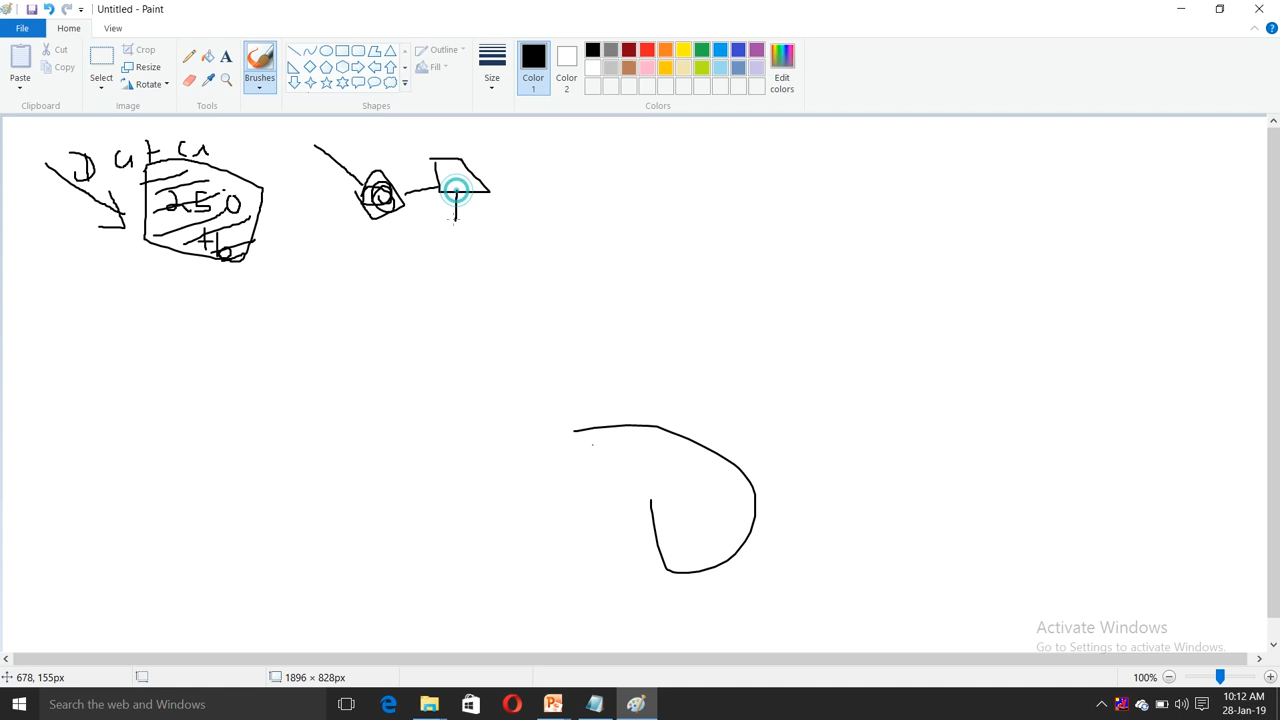 Untitled - Paint
File
Home
View
Paste
Cut
Copy
Clipboard
Select
Crop
Resize
Rotate
Image
Tools
Brushes
Outline
Fill
Shapes
Size
Color
1
Color
2
Edit
colors
Colors
250
Activate Windows
Go to Settings to activate Windows.
678, 155px
1896 × 828px
100%
Search the web and Windows
10:12 AM
28-Jan-19